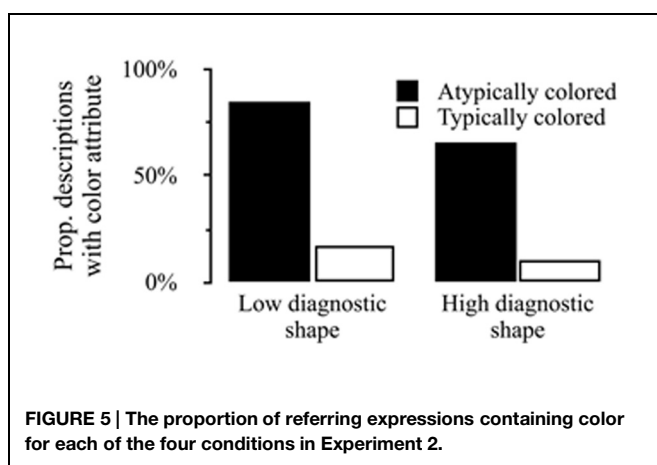 100%
50%
0%
Prop. descriptions
with color attribute
Atypically colored
Typically colored
Low diagnostic
shape
High diagnostic
shape
FIGURE 5 | The proportion of referring expressions containing color
for each of the four conditions in Experiment 2.